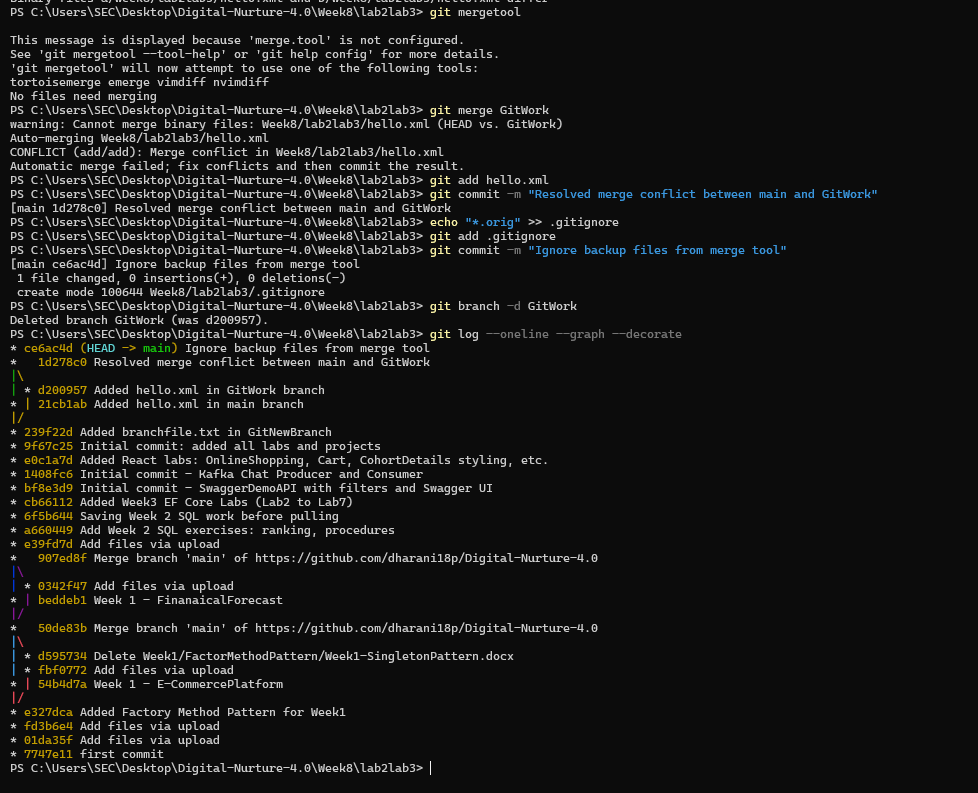 Binary files a/Week8/lab2lab3/hello.xml and b/Week8/lab2lab3/hello.xml differ
PS C:\Users\SEC\Desktop\Digital-Nurture-4.0\Week8\lab2lab3> git mergetool
This message is displayed because 'merge.tool' is not configured.
See 'git mergetool --tool-help' or 'git help config' for more details.
'git mergetool' will now attempt to use one of the following tools:
tortoisemerge emerge vimdiff nvimdiff
No files need merging
PS C:\Users\SEC\Desktop\Digital-Nurture-4.0\Week8\lab2lab3> git merge GitWork
warning: Cannot merge binary files: Week8/lab2lab3/hello.xml (HEAD vs. GitWork)
Auto-merging Week8/lab2lab3/hello.xml
CONFLICT (add/add): Merge conflict in Week8/lab2lab3/hello.xml
Automatic merge failed; fix conflicts and then commit the result.
PS C:\Users\SEC\Desktop\Digital-Nurture-4.0\Week8\lab2lab3> git add hello.xml
PS C:\Users\SEC\Desktop\Digital-Nurture-4.0\Week8\lab2lab3> git commit -m "Resolved merge conflict between main and GitWork"
[main 1d278c0] Resolved merge conflict between main and GitWork
PS C:\Users\SEC\Desktop\Digital-Nurture-4.0\Week8\lab2lab3> echo "*.orig" >> .gitignore
PS C:\Users\SEC\Desktop\Digital-Nurture-4.0\Week8\lab2lab3> git add .gitignore
PS C:\Users\SEC\Desktop\Digital-Nurture-4.0\Week8\lab2lab3> git commit -m "Ignore backup files from merge tool"
[main ce6ac4d] Ignore backup files from merge tool
 1 file changed, 0 insertions(+), 0 deletions(-)
 create mode 100644 Week8/lab2lab3/.gitignore
PS C:\Users\SEC\Desktop\Digital-Nurture-4.0\Week8\lab2lab3> git branch -d GitWork
Deleted branch GitWork (was d200957).
PS C:\Users\SEC\Desktop\Digital-Nurture-4.0\Week8\lab2lab3> git log --oneline --graph --decorate
* ce6ac4d (HEAD -> main) Ignore backup files from merge tool
*   1d278c0 Resolved merge conflict between main and GitWork
|\
| * d200957 Added hello.xml in GitWork branch
* | 21cb1ab Added hello.xml in main branch
|/
* 239f22d Added branchfile.txt in GitNewBranch
* 9f67c25 Initial commit: added all labs and projects
* e0c1a7d Added React labs: OnlineShopping, Cart, CohortDetails styling, etc.
* 1408fc6 Initial commit - Kafka Chat Producer and Consumer
* bf8e3d9 Initial commit - SwaggerDemoAPI with filters and Swagger UI
* cb66112 Added Week3 EF Core Labs (Lab2 to Lab7)
* 6f5b644 Saving Week 2 SQL work before pulling
* a660449 Add Week 2 SQL exercises: ranking, procedures
* e39fd7d Add files via upload
*   907ed8f Merge branch 'main' of https://github.com/dharani18p/Digital-Nurture-4.0
|\
| * 0342f47 Add files via upload
* | beddeb1 Week 1 - FinanaicalForecast
|/
*   50de83b Merge branch 'main' of https://github.com/dharani18p/Digital-Nurture-4.0
|\
| * d595734 Delete Week1/FactorMethodPattern/Week1-SingletonPattern.docx
| * fbf0772 Add files via upload
* | 54b4d7a Week 1 - E-CommercePlatform
|/
* e327dca Added Factory Method Pattern for Week1
* fd3b6e4 Add files via upload
* 01da35f Add files via upload
* 7747e11 first commit
PS C:\Users\SEC\Desktop\Digital-Nurture-4.0\Week8\lab2lab3>